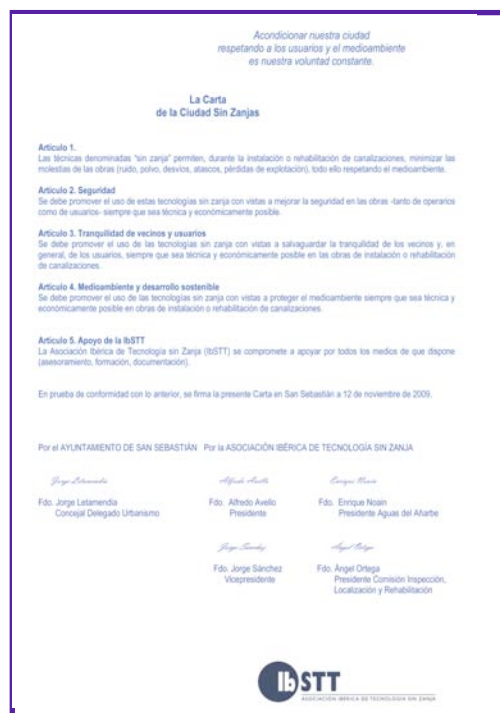 Acondicionar nuestra ciudad
respetando a los usuarios y el medioambiente
es nuestra voluntad constante.
La Carta
de la Ciudad Sin Zanjas
Artículo 1.
Las técnicas denominadas "sin zanja" permiten, durante la instalación o rehabilitación de canalizaciones, minimizar las
molestias de las obras (ruido, polvo, desvíos, atascos, pérdidas de explotación), todo ello respetando el medioambiente.
Artículo 2. Seguridad
Se debe promover el uso de estas tecnologías sin zanja con vistas a mejorar la seguridad en las obras -tanto de operarios
como de usuarios- siempre que sea técnica y económicamente posible.
Artículo 3. Tranquilidad de vecinos y usuarios
Se debe promover el uso de las tecnologías sin zanja con vistas a salvaguardar la tranquilidad de los vecinos y, en
general, de los usuarios, siempre que sea técnica y económicamente posible en las obras de instalación o rehabilitación
de canalizaciones.
Artículo 4. Medioambiente y desarrollo sostenible
Se debe promover el uso de las tecnologías sin zanja con vistas a proteger el medioambiente siempre que sea técnica y
económicamente posible en obras de instalación o rehabilitación de canalizaciones.
Artículo 5. Apoyo de la IbSTT
La Asociación Ibérica de Tecnología sin Zanja (IbSTT) se compromete a apoyar por todos los medios de que dispone
(asesoramiento, formación, documentación).
En prueba de conformidad con lo anterior, se firma la presente Carta en San Sebastián a 12 de noviembre de 2009.
Por el AYUNTAMIENTO DE SAN SEBASTIÁN Por la ASOCIACIÓN IBÉRICA DE TECNOLOGÍA SIN ZANJA
Jorge Letamendia Alfredo Avello Enrique Noain
Fdo. Jorge Letamendia Fdo. Alfredo Avello Fdo. Enrique Noain
Concejal Delegado Urbanismo Presidente Presidente Aguas del Añarbe
Jorge Sánchez Angel Ortega
Fdo. Jorge Sánchez Fdo. Ángel Ortega
Vicepresidente Presidente Comisión Inspección,
Localización y Rehabilitación
IbSTT
ASOCIACIÓN IBÉRICA DE TECNOLOGÍA SIN ZANJA